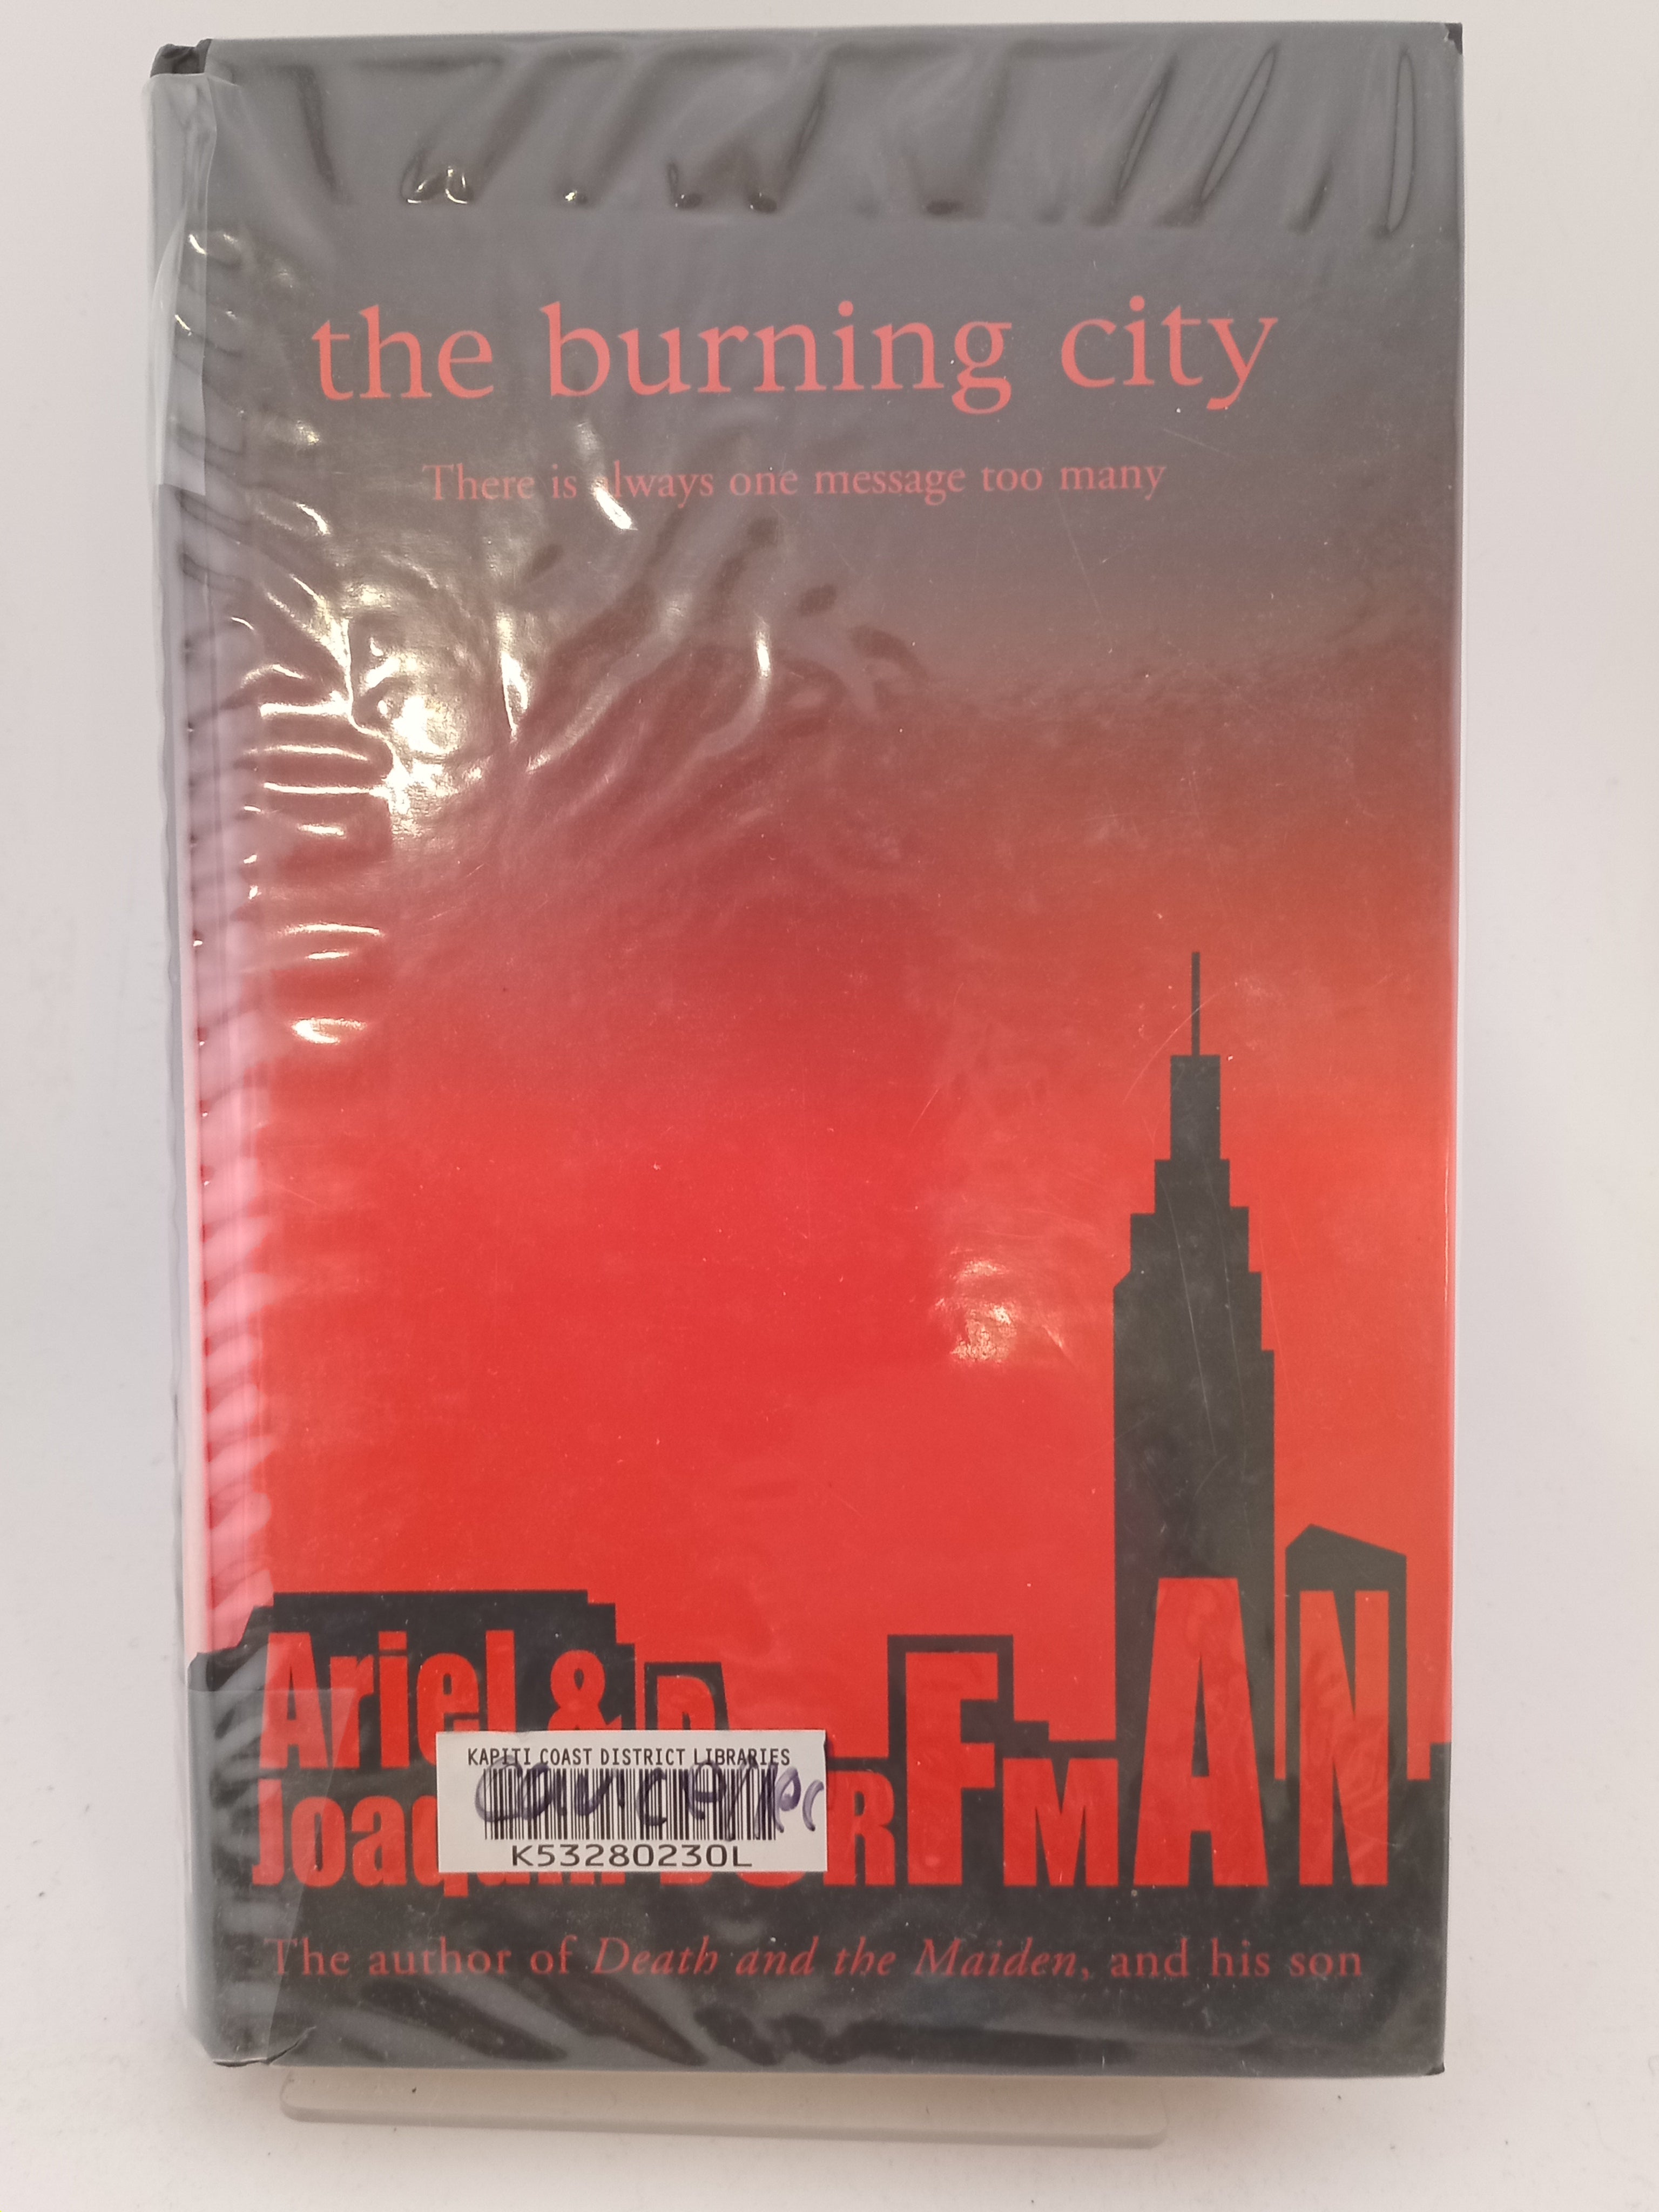 the burning city
There is always one message too many
Ariel &
Joaquin DORFMAN
KAPITI COAST DISTRICT LIBRARIES
K53280230L
The author of Death and the Maiden, and his son